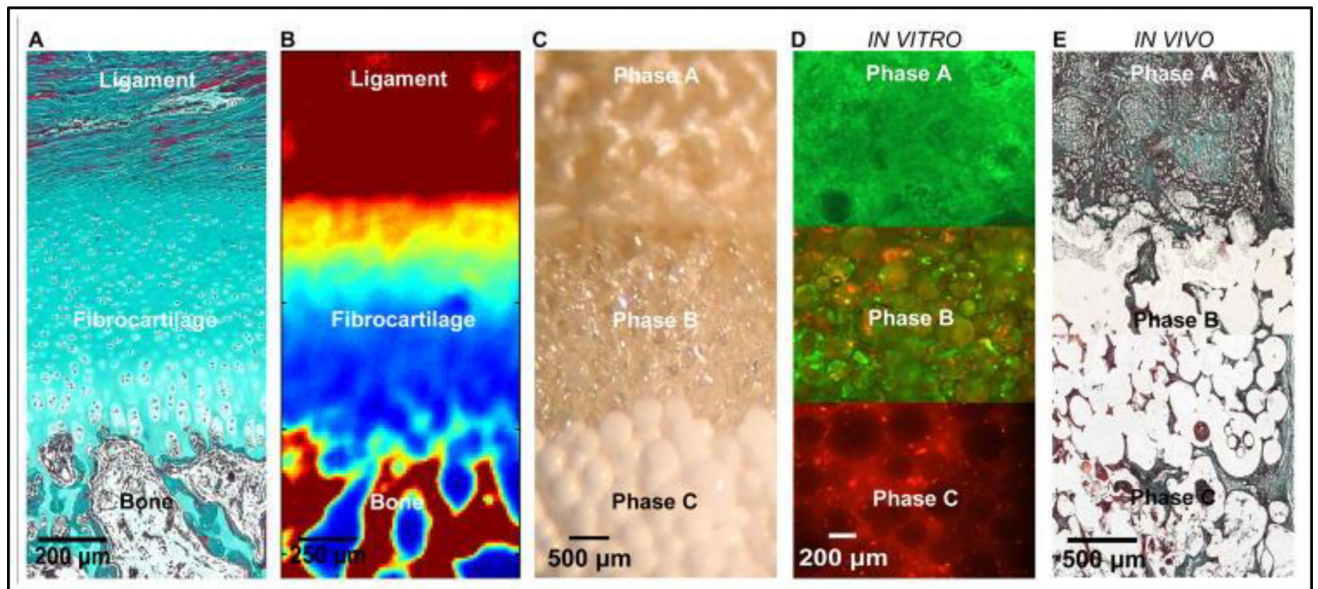 A
Ligament
Fibrocartilage
Bone
200 μm
B
Ligament
Fibrocartilage
Bone
250 μm
C
Phase A
Phase B
Phase C
500 μm
D IN VITRO
Phase A
Phase B
Phase C
200 μm
E IN VIVO
Phase A
Phase B
Phase C
500 μm